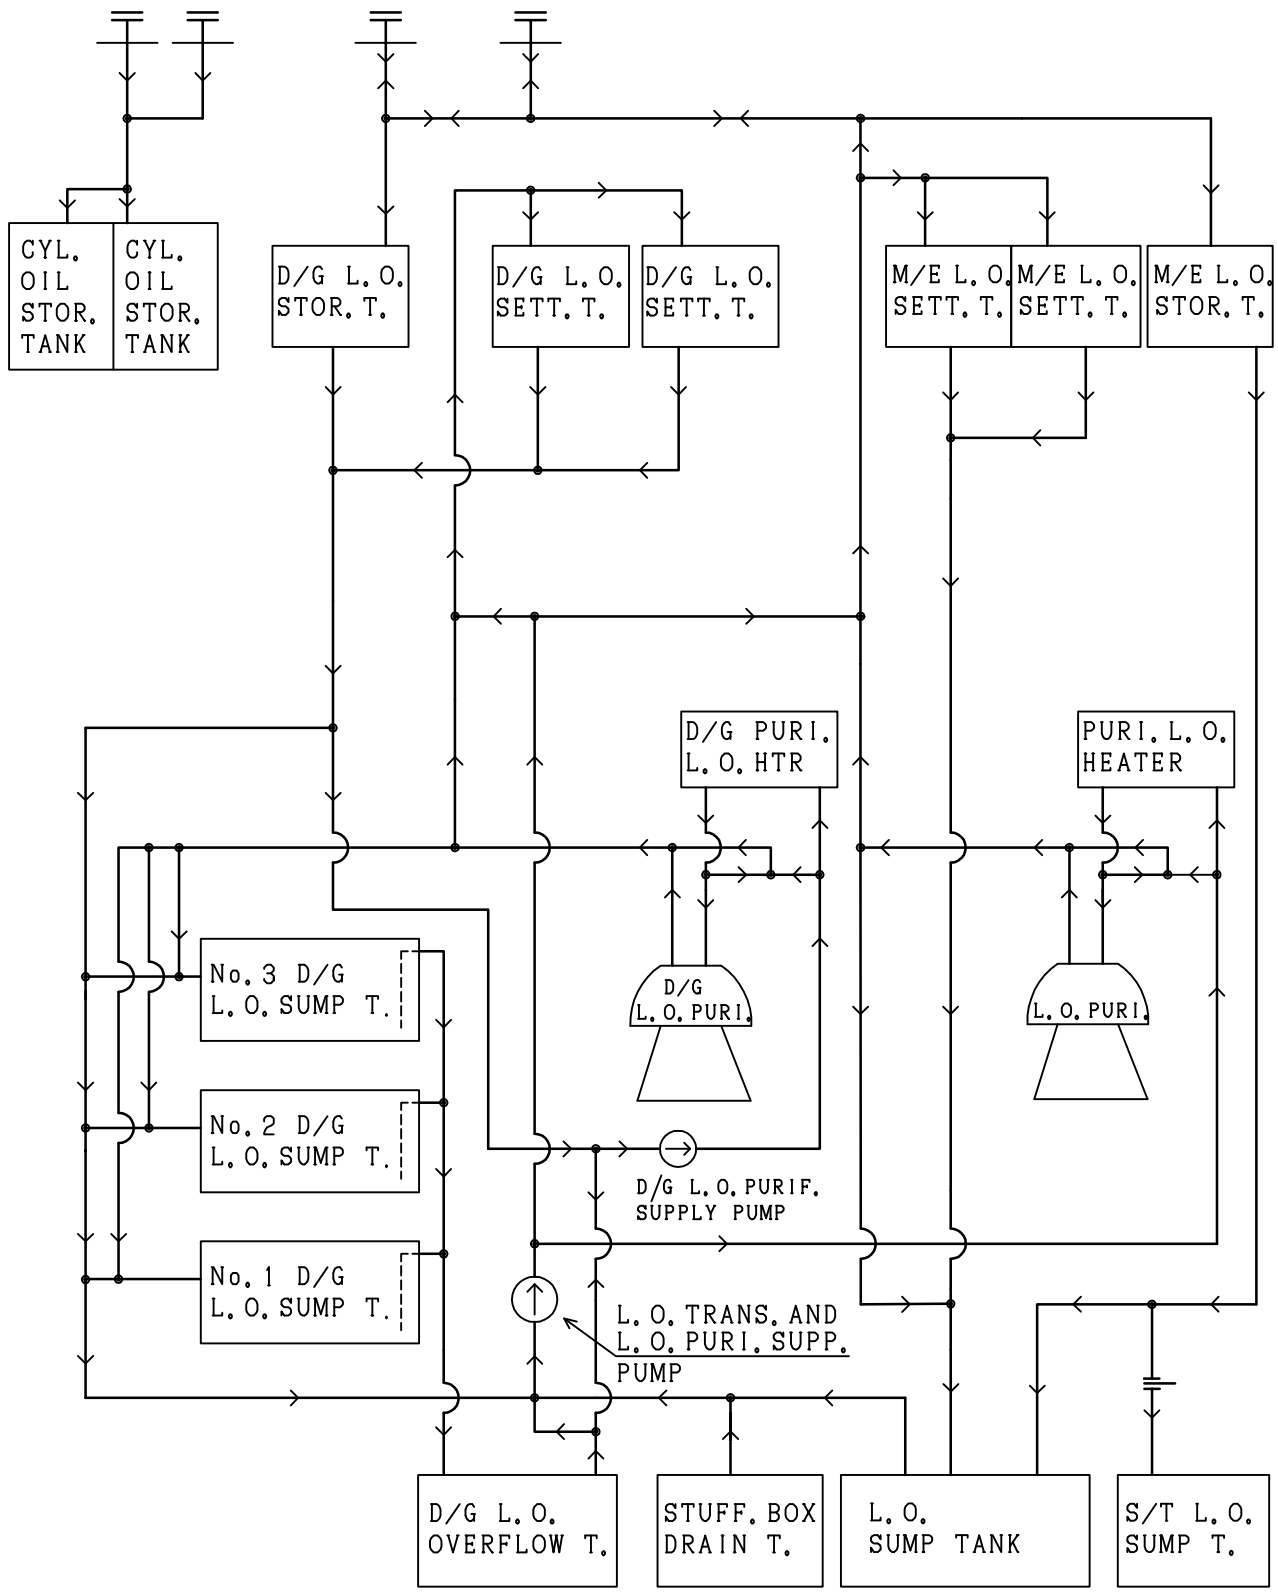 CYL.
OIL
STOR.
TANK
CYL.
OIL
STOR.
TANK
D/G L.O.
STOR.T.
D/G L.O.
SETT.T.
D/G L.O.
SETT.T.
M/E L.O.
SETT.T.
M/E L.O.
SETT.T.
M/E L.O.
STOR.T.
D/G PURI.
L.O.HTR
PURI.L.O.
HEATER
No.3 D/G
L.O.SUMP T.
D/G
L.O.PURI.
L.O.PURI.
No.2 D/G
L.O.SUMP T.
D/G L.O.PURIF.
SUPPLY PUMP
No.1 D/G
L.O.SUMP T.
L.O.TRANS.AND
L.O.PURI.SUPP.
PUMP
D/G L.O.
OVERFLOW T.
STUFF.BOX
DRAIN T.
L.O.
SUMP TANK
S/T L.O.
SUMP T.